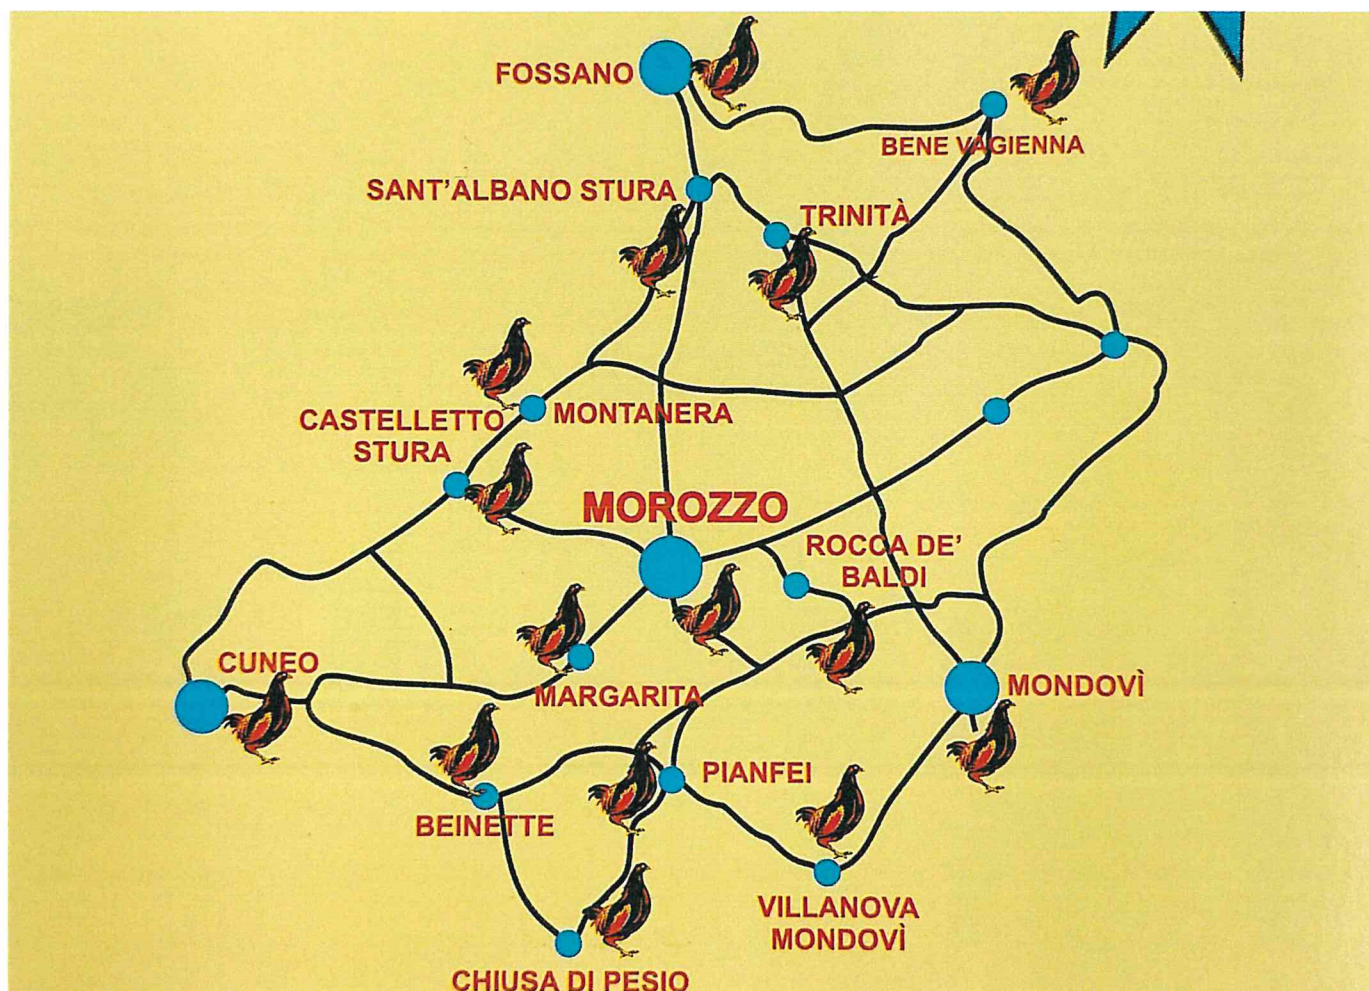 FOSSANO
BENE VAGIENNA
SANT'ALBANO STURA
TRINITÀ
CASTELLETTO
STURA
MONTANERA
MOROZZO
ROCCA DE'
BALDI
CUNEO
MARGARITA
MONDOVÌ
PIANFEI
BEINETTE
VILLANOVA
MONDOVÌ
CHIUSA DI PESIO